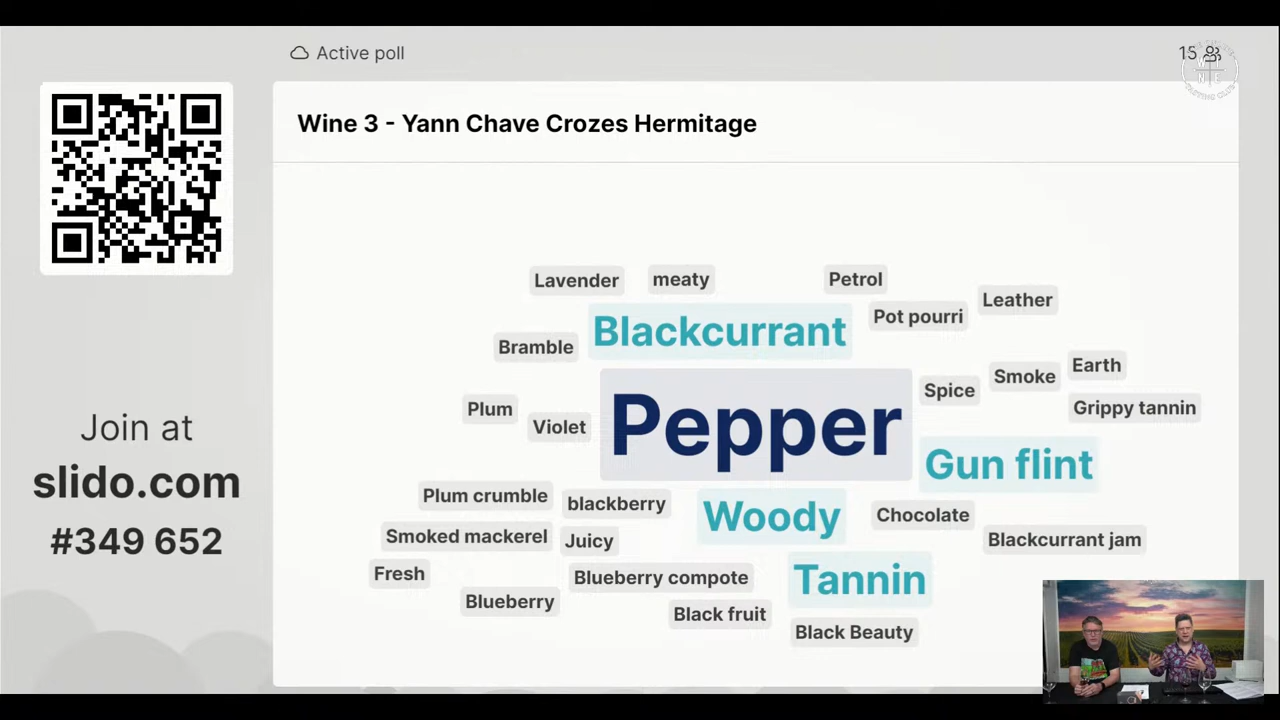 Active poll
15
Wine 3 - Yann Chave Crozes Hermitage
Join at
slido.com
#349 652
Lavender
meaty
Petrol
Leather
Pot pourri
Blackcurrant
Bramble
Earth
Smoke
Spice
Plum
Grippy tannin
Violet
Pepper
Gun flint
Plum crumble
blackberry
Woody
Chocolate
Smoked mackerel
Juicy
Blackcurrant jam
Fresh
Blueberry compote
Tannin
Blueberry
Black fruit
Black Beauty